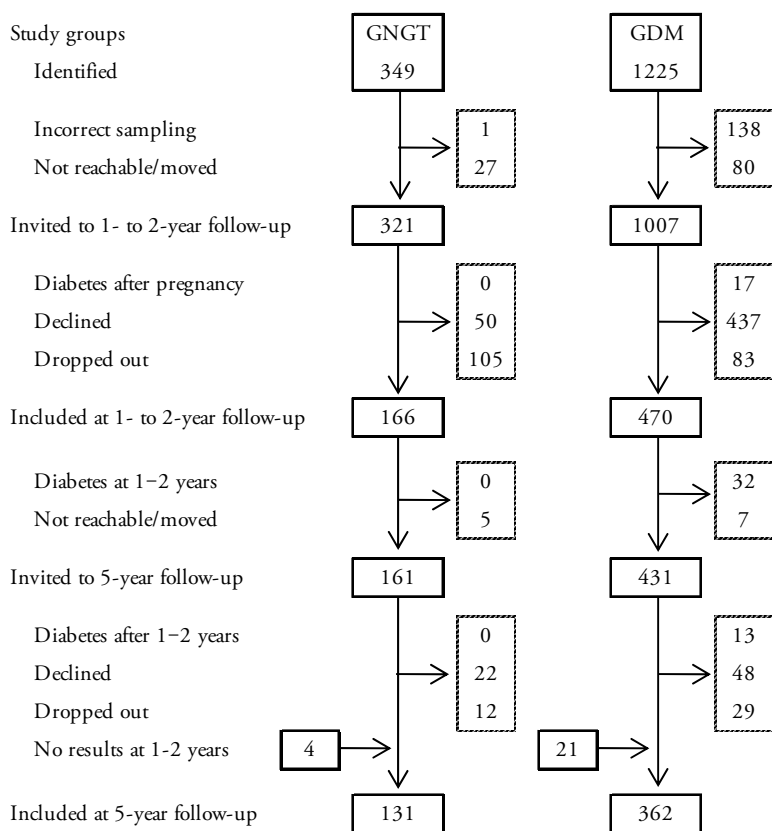 Study groups GNGT GDM
Identified 349 1225
Incorrect sampling 1 138
Not reachable/moved 27 80
Invited to 1- to 2-year follow-up 321 1007
Diabetes after pregnancy 0 17
Declined 50 437
Dropped out 105 83
Included at 1- to 2-year follow-up 166 470
Diabetes at 1−2 years 0 32
Not reachable/moved 5 7
Invited to 5-year follow-up 161 431
Diabetes after 1−2 years 0 13
Declined 22 48
Dropped out 12 29
No results at 1-2 years 4 21
Included at 5-year follow-up 131 362